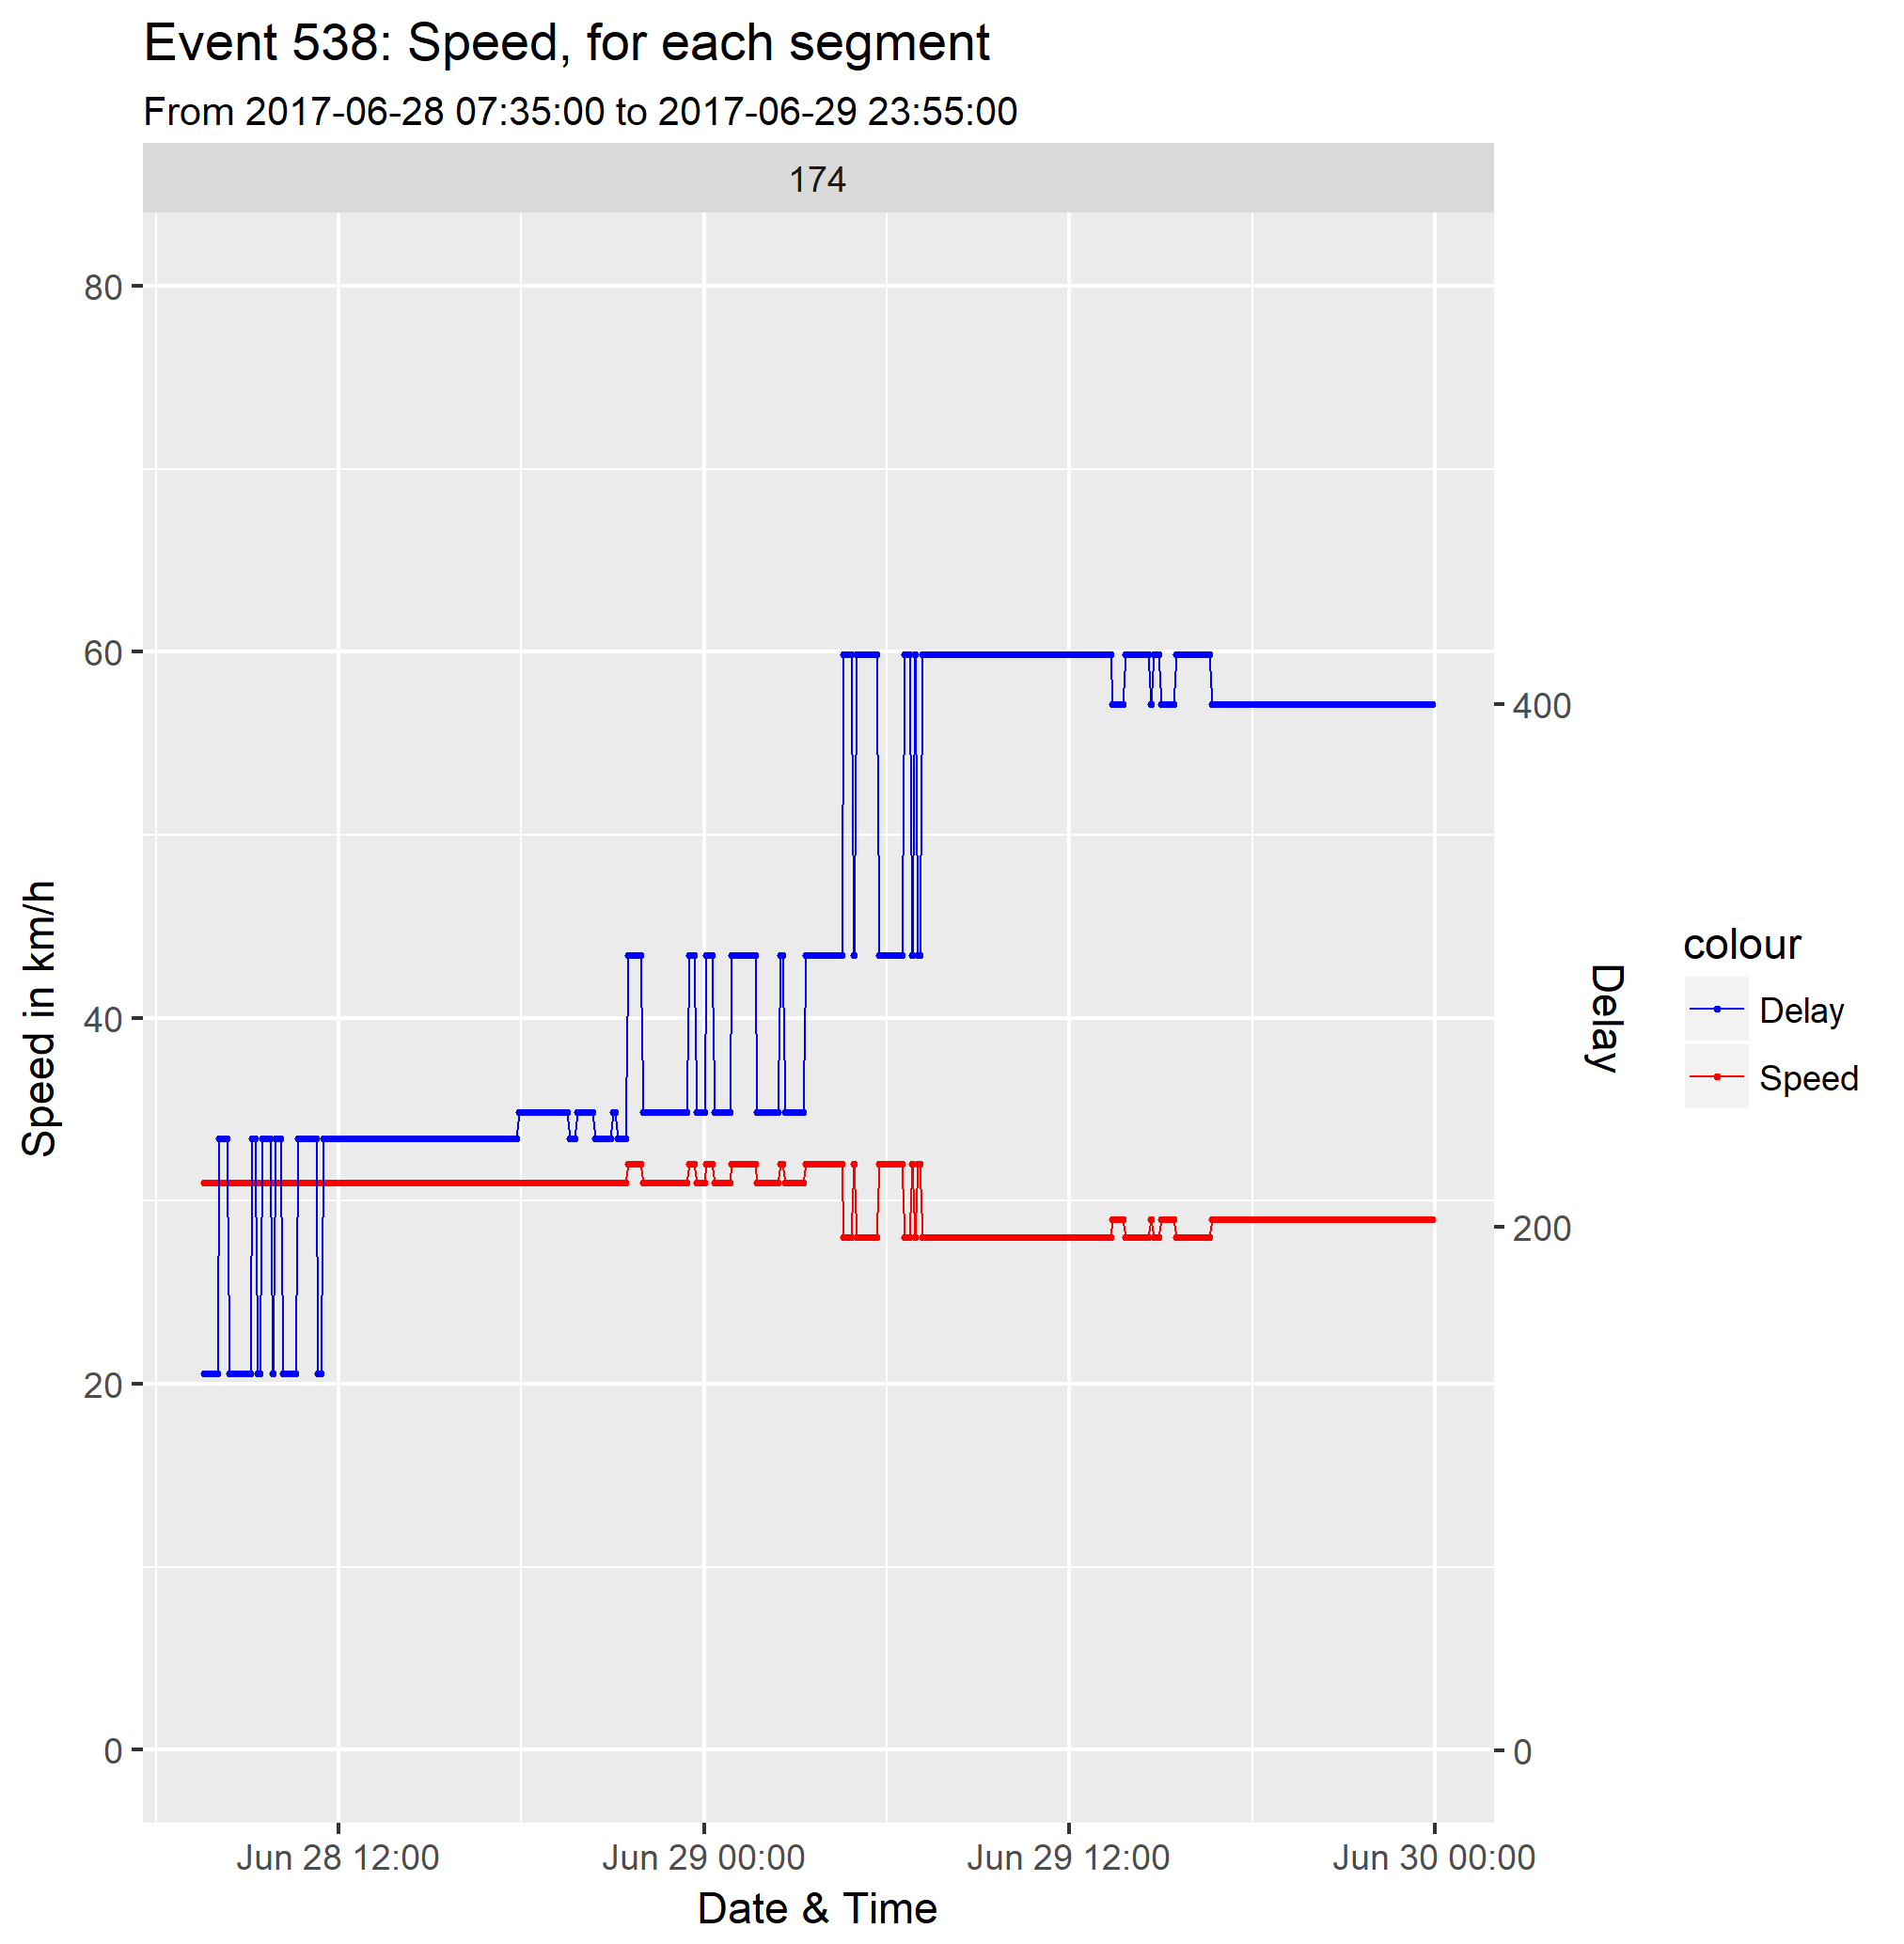 Event 538: Speed, for each segment
From 2017-06-28 07:35:00 to 2017-06-29 23:55:00
174
80
60
40
20
0
Speed in km/h
400
200
0
Delay
colour
Delay
Speed
Jun 28 12:00
Jun 29 00:00
Jun 29 12:00
Jun 30 00:00
Date & Time